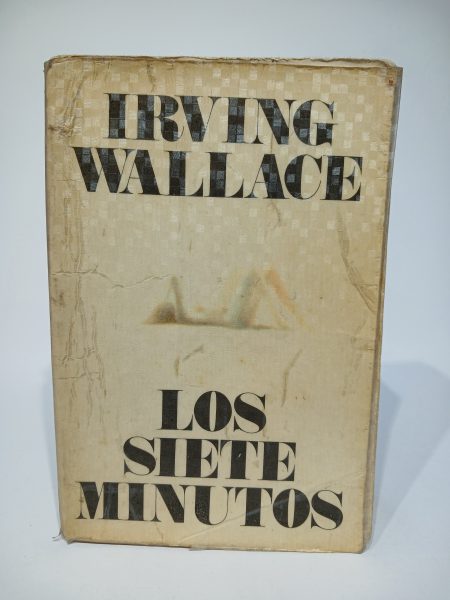 IRVING
WALLACE
LOS
SIETE
MINUTOS